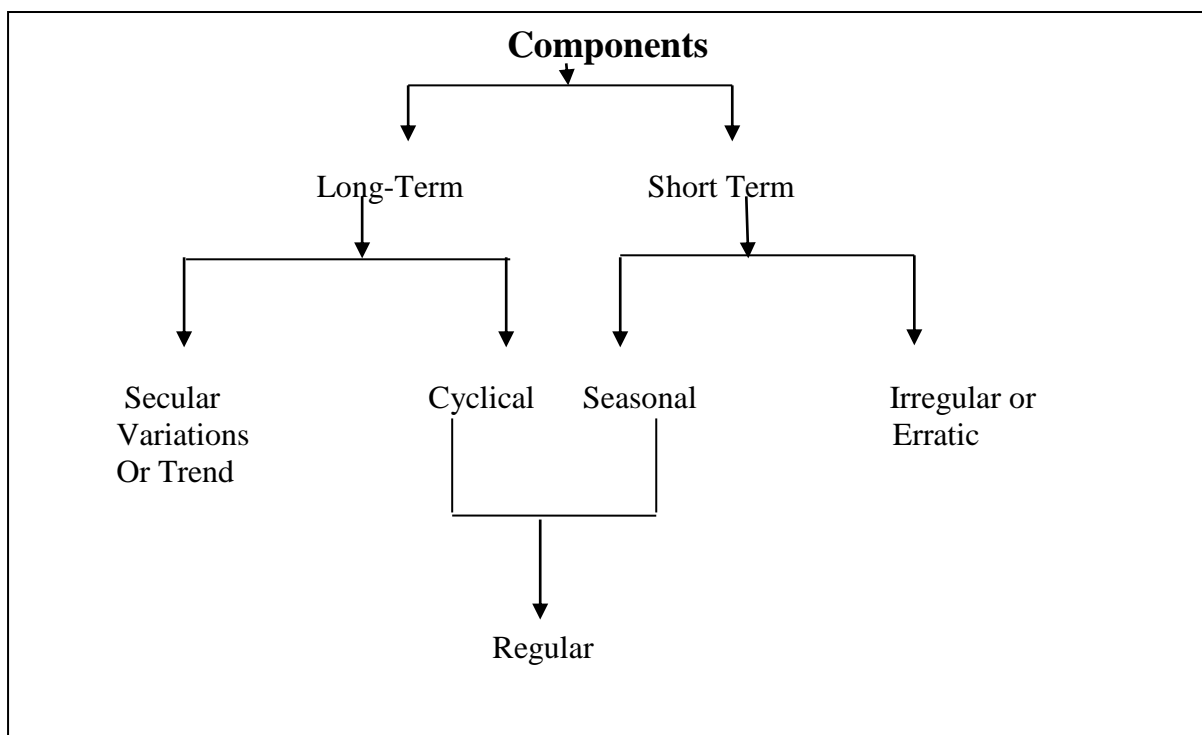 Components
Long-Term
Short Term
Secular
Variations
Or Trend
Cyclical
Seasonal
Irregular or
Erratic
Regular